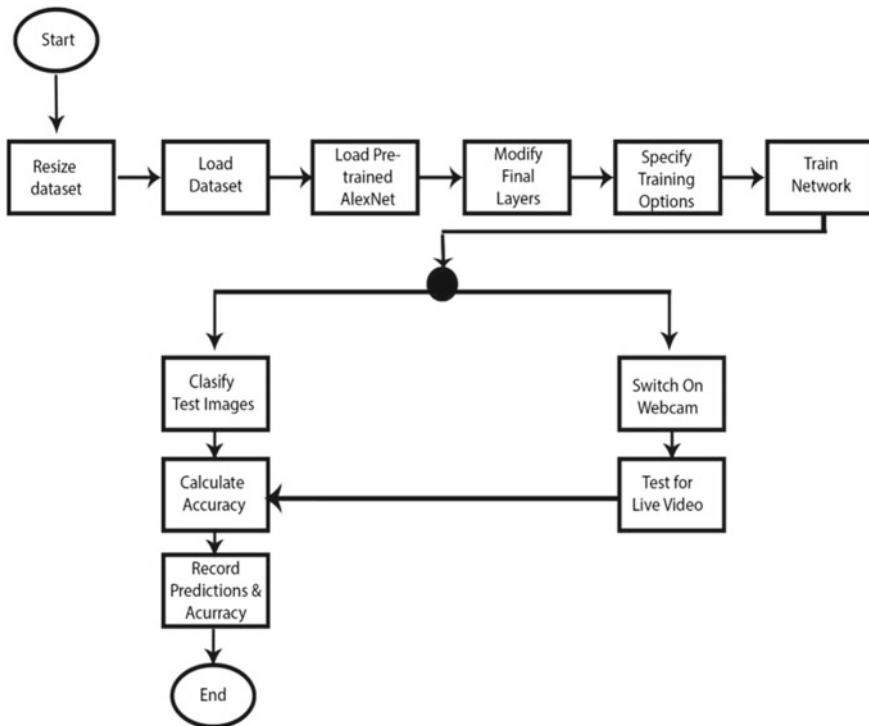 Start
Resize
dataset
Load
Dataset
Load Pre-
trained
AlexNet
Modify
Final
Layers
Specify
Training
Options
Train
Network
Clasify
Test Images
Switch On
Webcam
Calculate
Accuracy
Test for
Live Video
Record
Predictions &
Acurracy
End